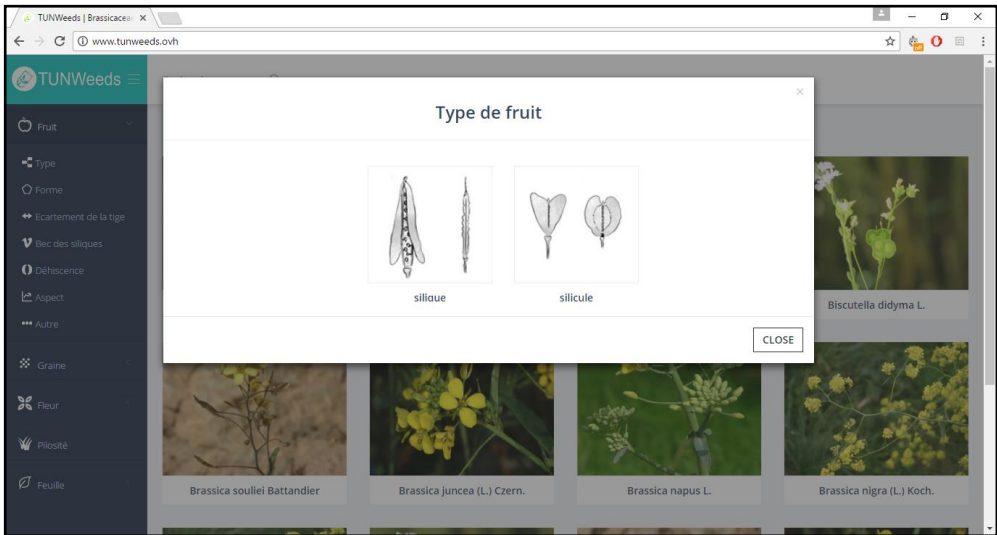 TUNWeeds | Brassicacea
www.tunweeds.ovh
off
TUNWeeds
Fruit
Type
Forme
Ecartement de la tige
Bec des siliques
Déhiscence
Aspect
Autre
Graine
Fleur
Pilosité
Feuille
Type de fruit
silique
silicule
CLOSE
Biscutella didyma L.
Brassica souliei Battandier
Brassica juncea (L.) Czern.
Brassica napus L.
Brassica nigra (L.) Koch.